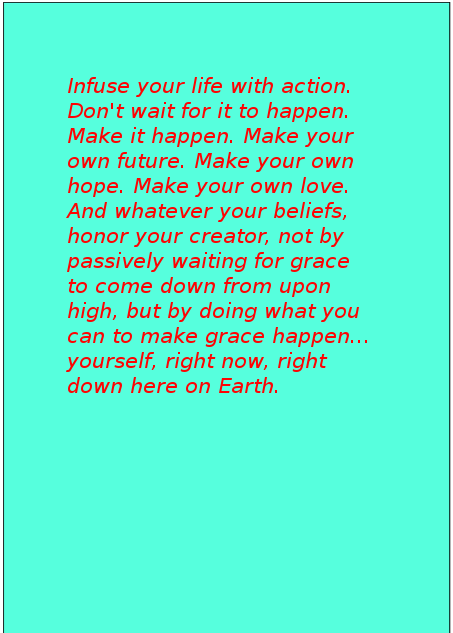 Infuse your life with action.
Don't wait for it to happen.
Make it happen. Make your
own future. Make your own
hope. Make your own love.
And whatever your beliefs,
honor your creator, not by
passively waiting for grace
to come down from upon
high, but by doing what you
can to make grace happen...
yourself, right now, right
down here on Earth.